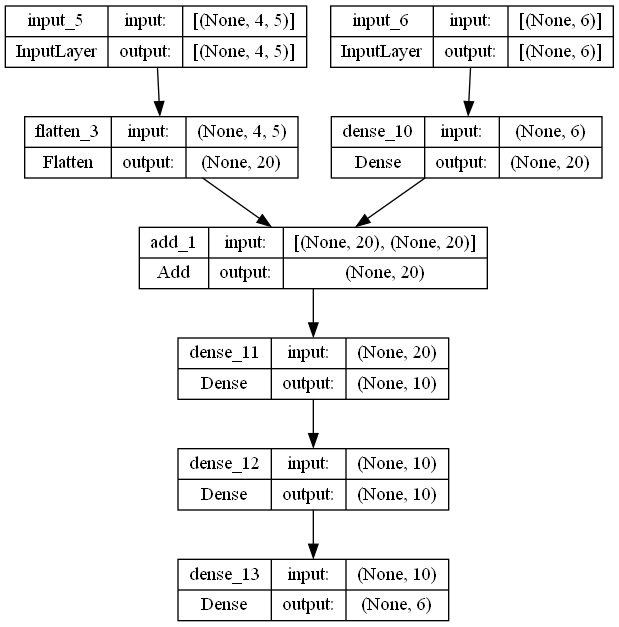 input_5 input: [(None, 4, 5)]
InputLayer output: [(None, 4, 5)]
input_6 input: [(None, 6)]
InputLayer output: [(None, 6)]
flatten_3 input: (None, 4, 5)
Flatten output: (None, 20)
dense_10 input: (None, 6)
Dense output: (None, 20)
add_1 input: [(None, 20), (None, 20)]
Add output: (None, 20)
dense_11 input: (None, 20)
Dense output: (None, 10)
dense_12 input: (None, 10)
Dense output: (None, 10)
dense_13 input: (None, 10)
Dense output: (None, 6)